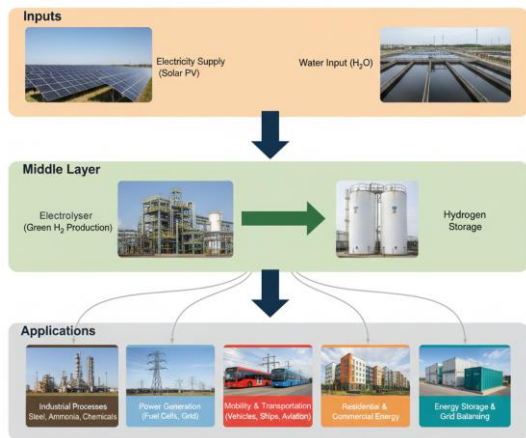 Inputs
Electricity Supply
(Solar PV)
Water Input (H₂O)
Middle Layer
Electrolyser
(Green H₂ Production)
Hydrogen
Storage
Applications
Industrial Processes
Steel, Ammonia, Chemicals
Power Generation
(Fuel Cells, Grid)
Mobility & Transportation
(Vehicles, Ships, Aviation)
Residential &
Commercial Energy
Energy Storage &
Grid Balancing